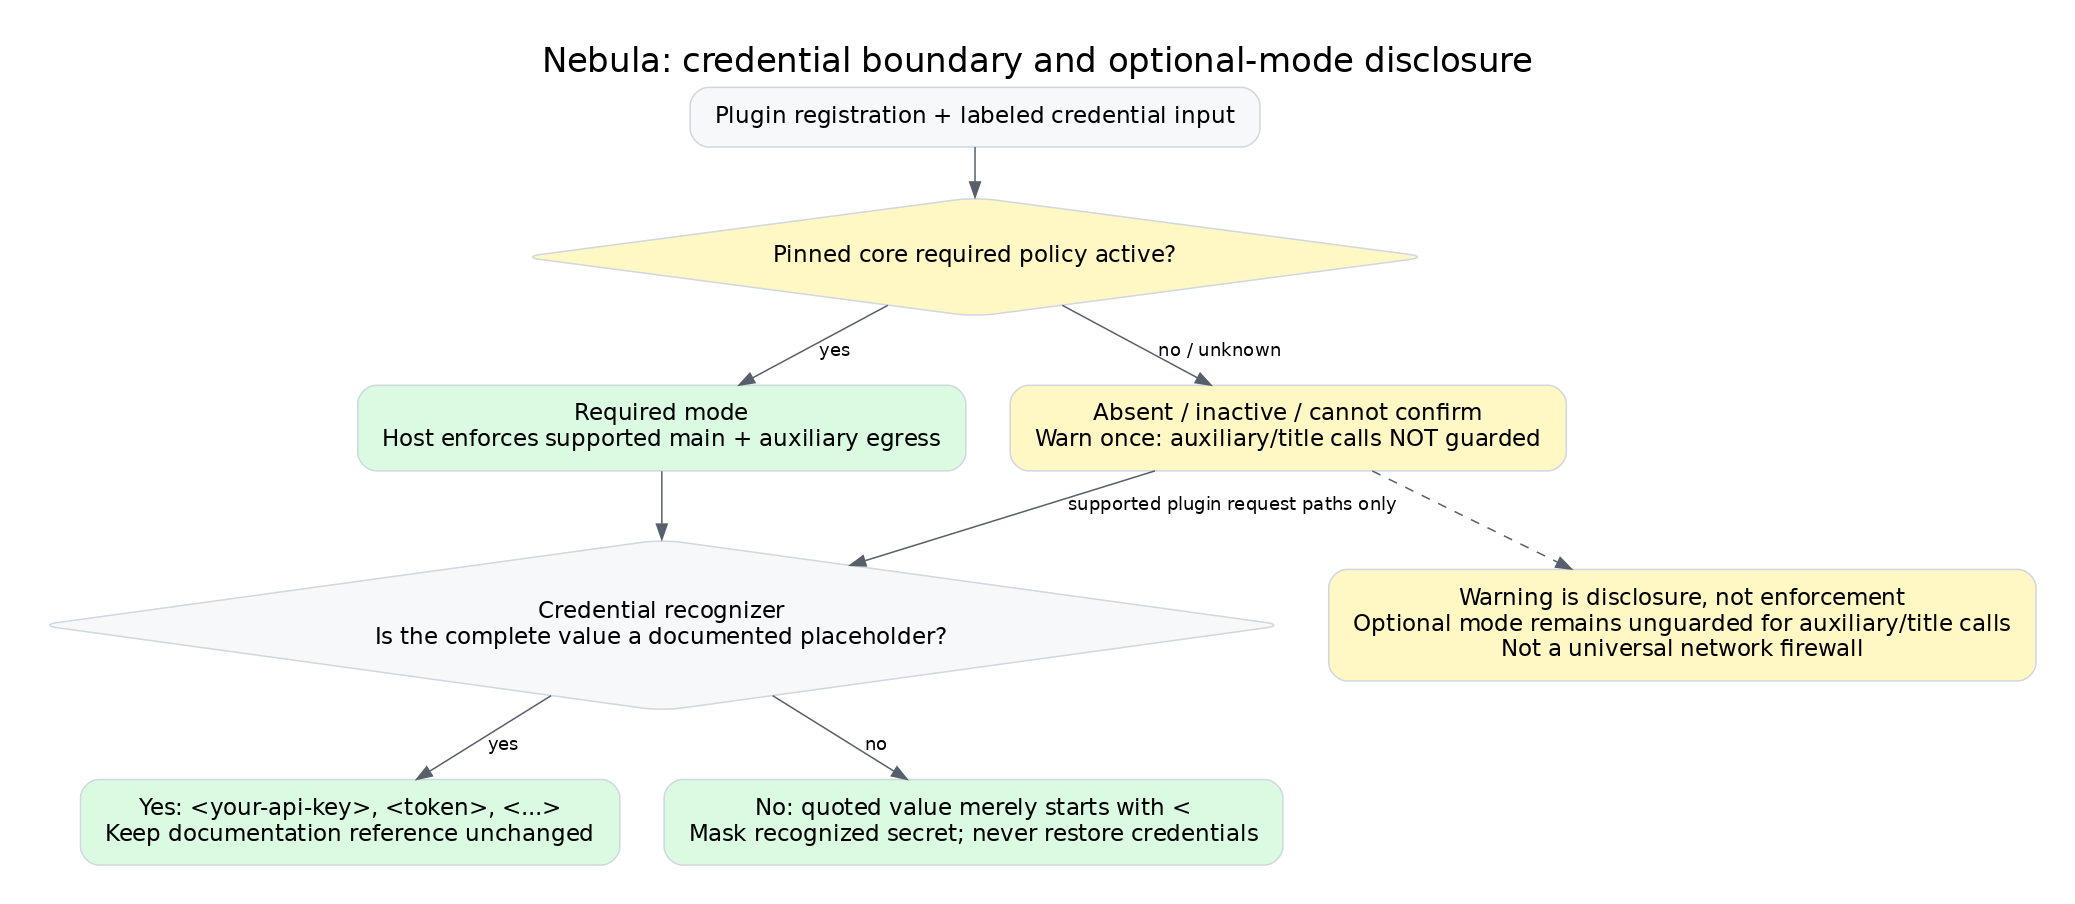 Nebula: credential boundary and optional-mode disclosure
Plugin registration + labeled credential input
Pinned core required policy active?
yes
no / unknown
Required mode
Host enforces supported main + auxiliary egress
Absent / inactive / cannot confirm
Warn once: auxiliary/title calls NOT guarded
supported plugin request paths only
Credential recognizer
Is the complete value a documented placeholder?
Warning is disclosure, not enforcement
Optional mode remains unguarded for auxiliary/title calls
Not a universal network firewall
yes
no
Yes: <your-api-key>, <token>, <...>
Keep documentation reference unchanged
No: quoted value merely starts with <
Mask recognized secret; never restore credentials